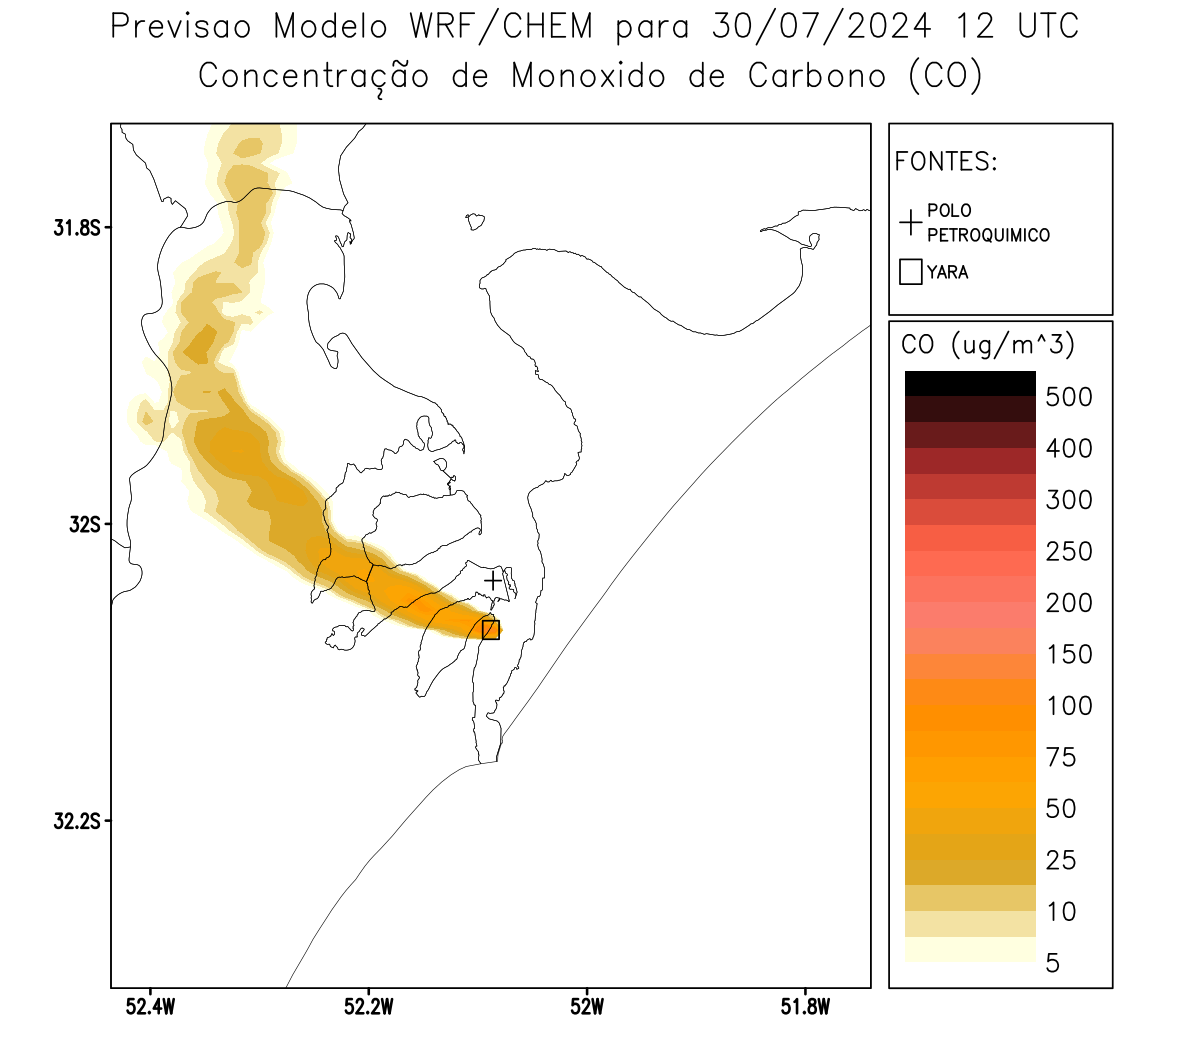 Previsao Modelo WRF/CHEM para 30/07/2024 12 UTC
Concentração de Monoxido de Carbono (CO)
FONTES:
POLO
PETROQUIMICO
YARA
CO (ug/m^3)
500
400
300
250
200
150
100
75
50
25
10
5
31.8S
32S
32.2S
52.4W
52.2W
52W
51.8W